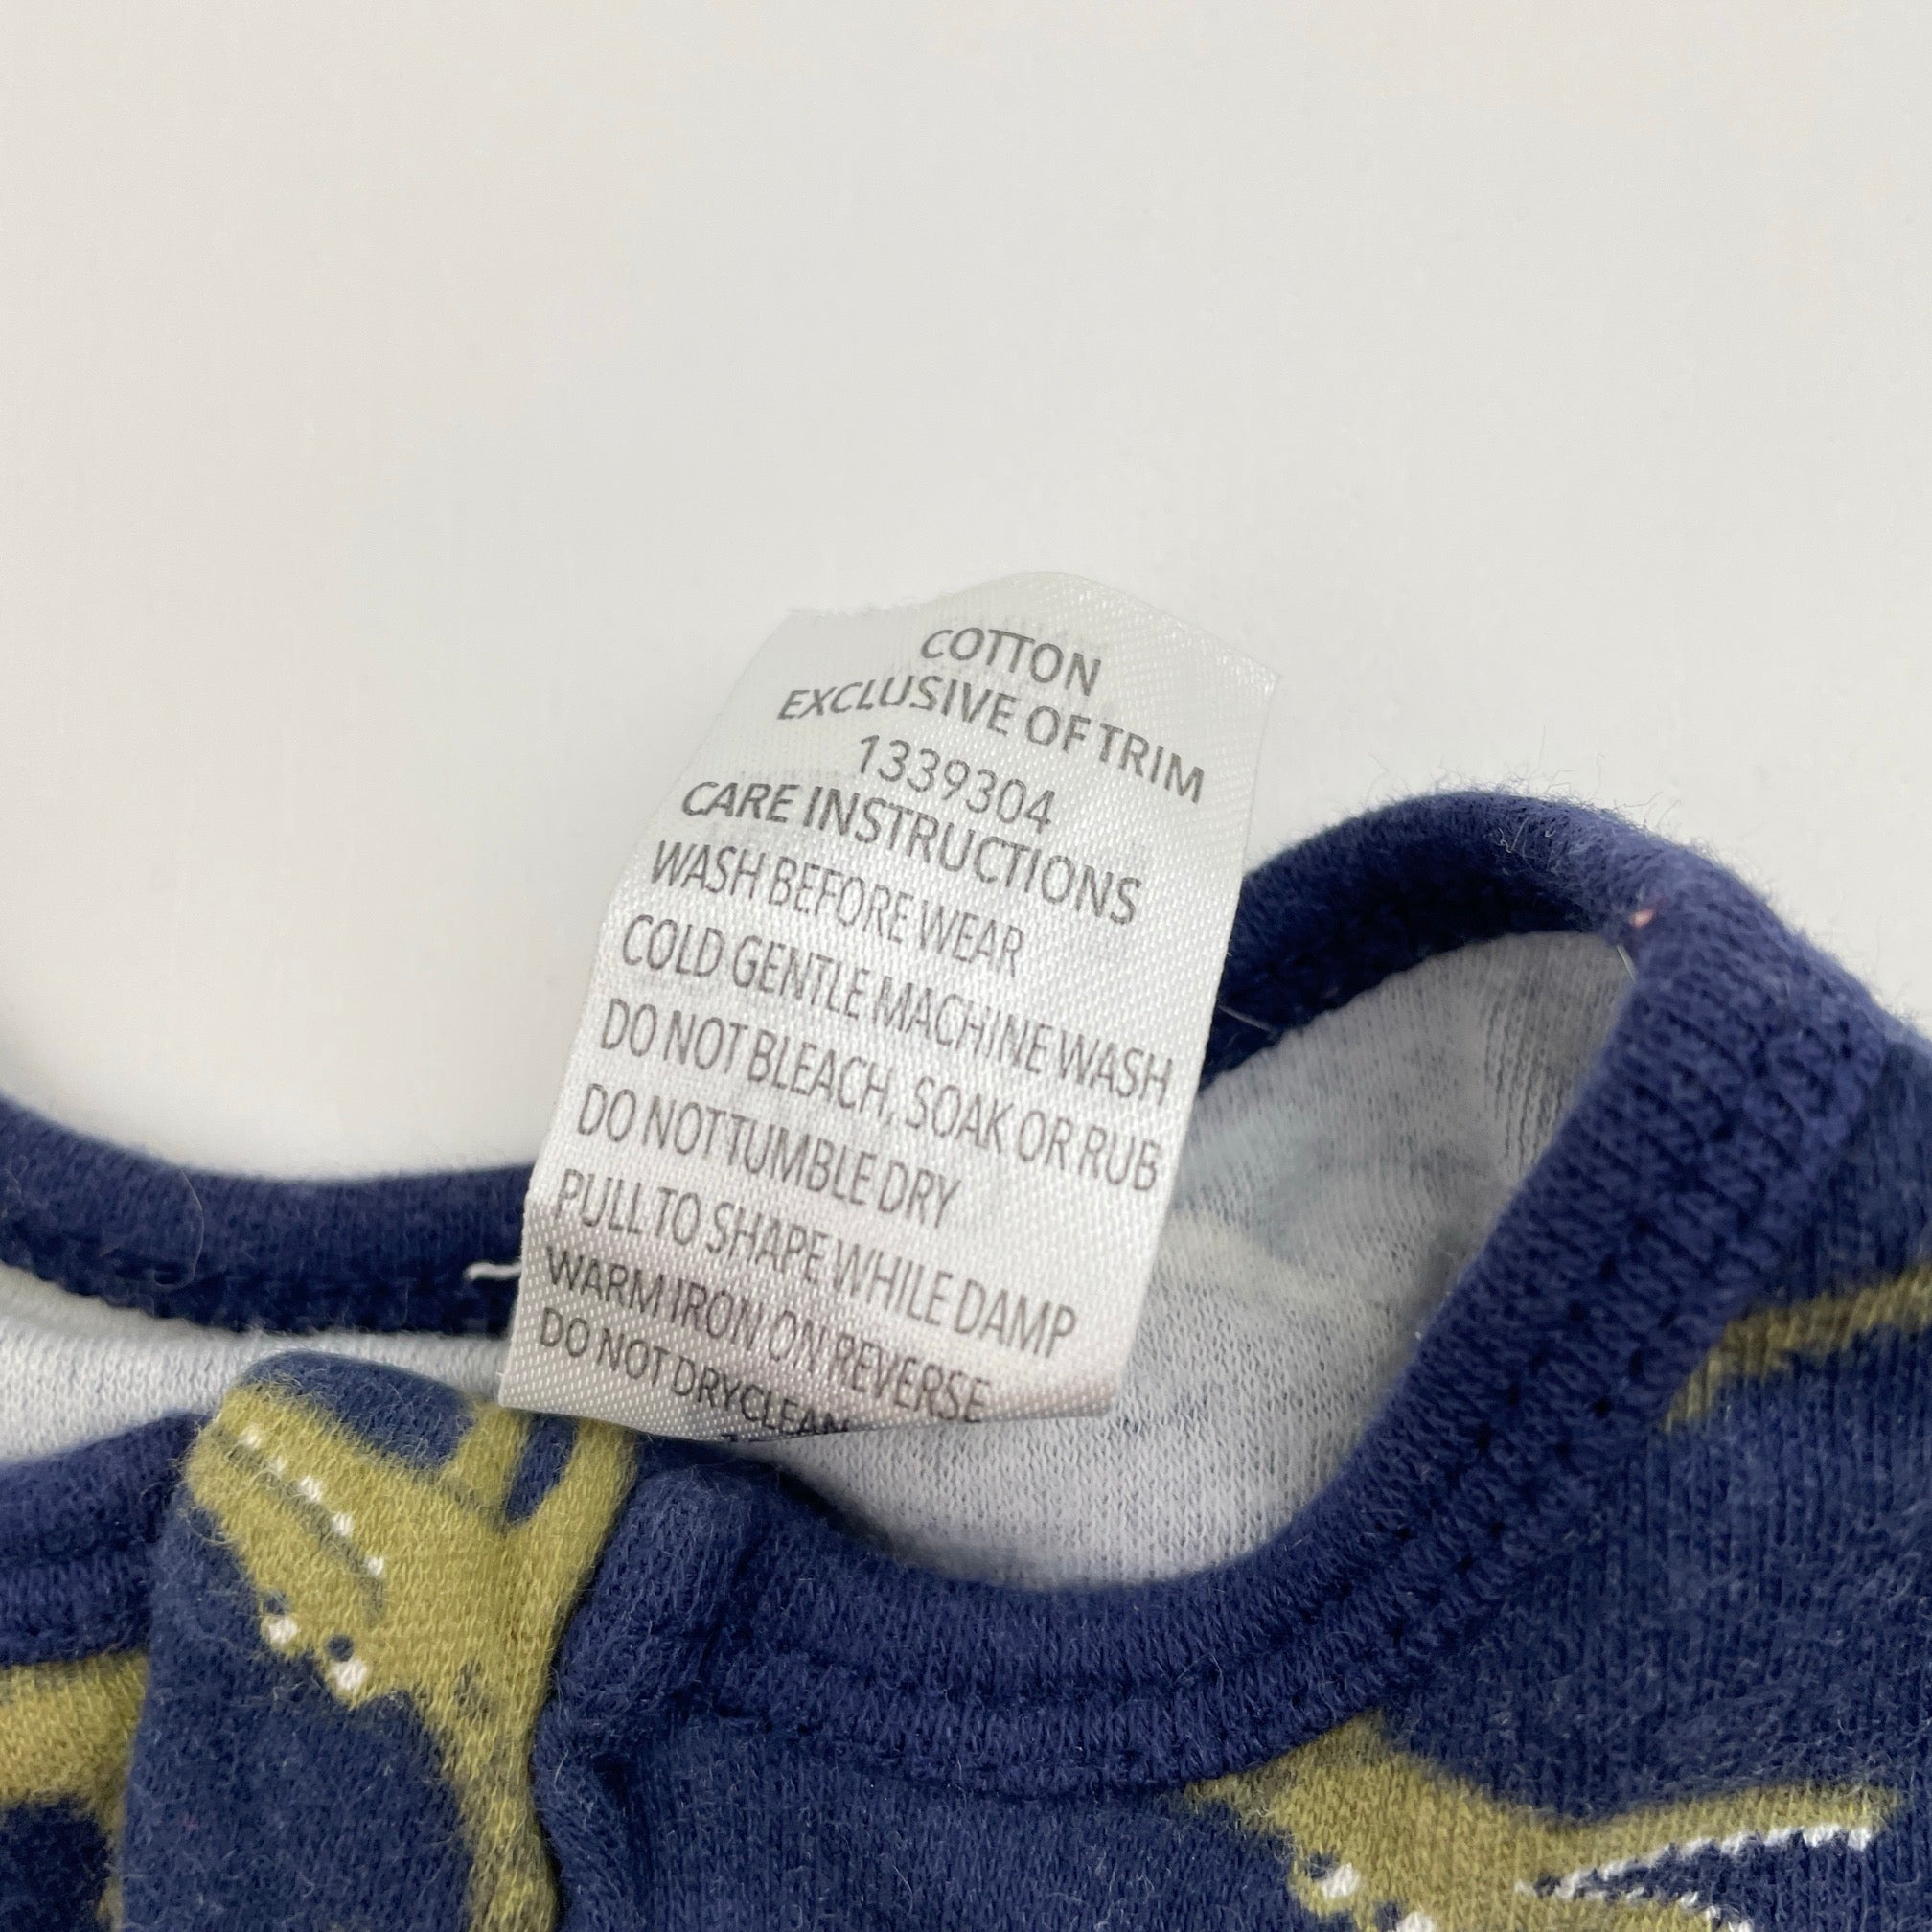 COTTON
EXCLUSIVE OF TRIM
1339304
CARE INSTRUCTIONS
WASH BEFORE WEAR
COLD GENTLE MACHINE WASH
DO NOT BLEACH, SOAK OR RUB
DO NOT TUMBLE DRY
PULL TO SHAPE WHILE DAMP
WARM IRON ON REVERSE
DO NOT DRYCLEAN